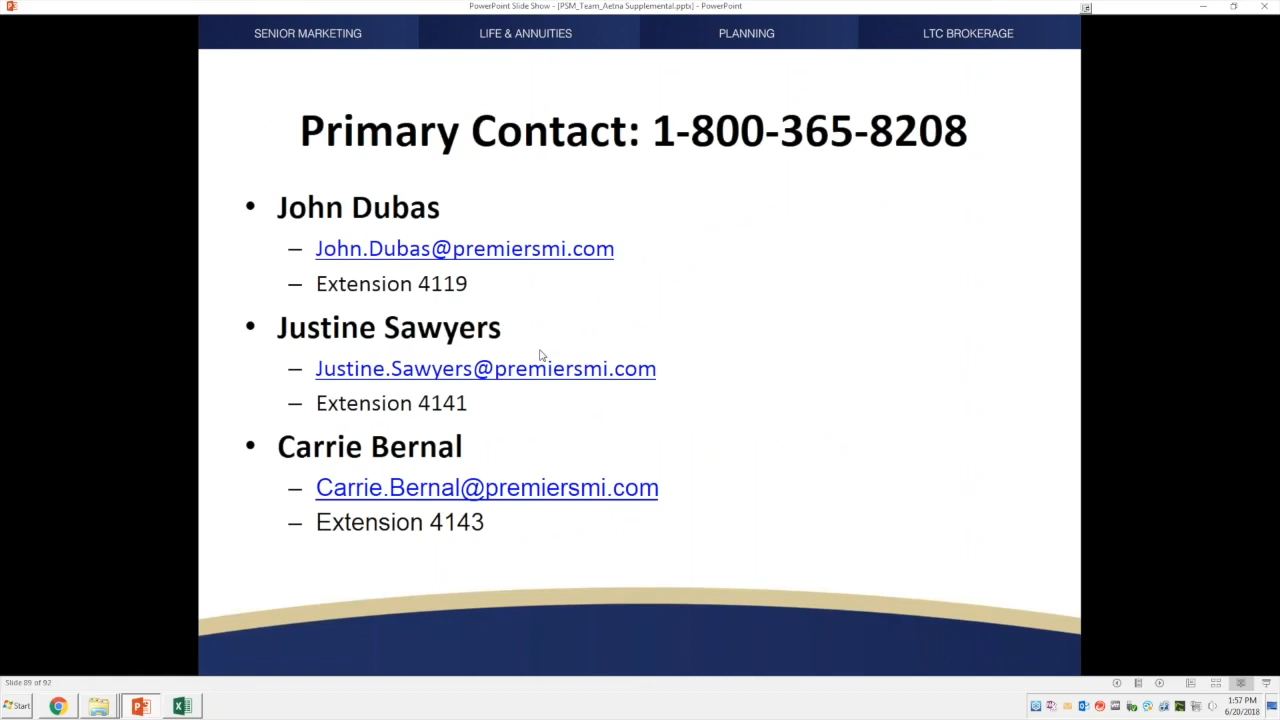 PowerPoint Slide Show - [PSM_Team_Aetna Supplemental.pptx] - PowerPoint
SENIOR MARKETING LIFE & ANNUITIES PLANNING LTC BROKERAGE
Primary Contact: 1-800-365-8208
• John Dubas
– John.Dubas@premiersmi.com
– Extension 4119
• Justine Sawyers
– Justine.Sawyers@premiersmi.com
– Extension 4141
• Carrie Bernal
– Carrie.Bernal@premiersmi.com
– Extension 4143
Slide 89 of 92
Start
1:57 PM
6/20/2018